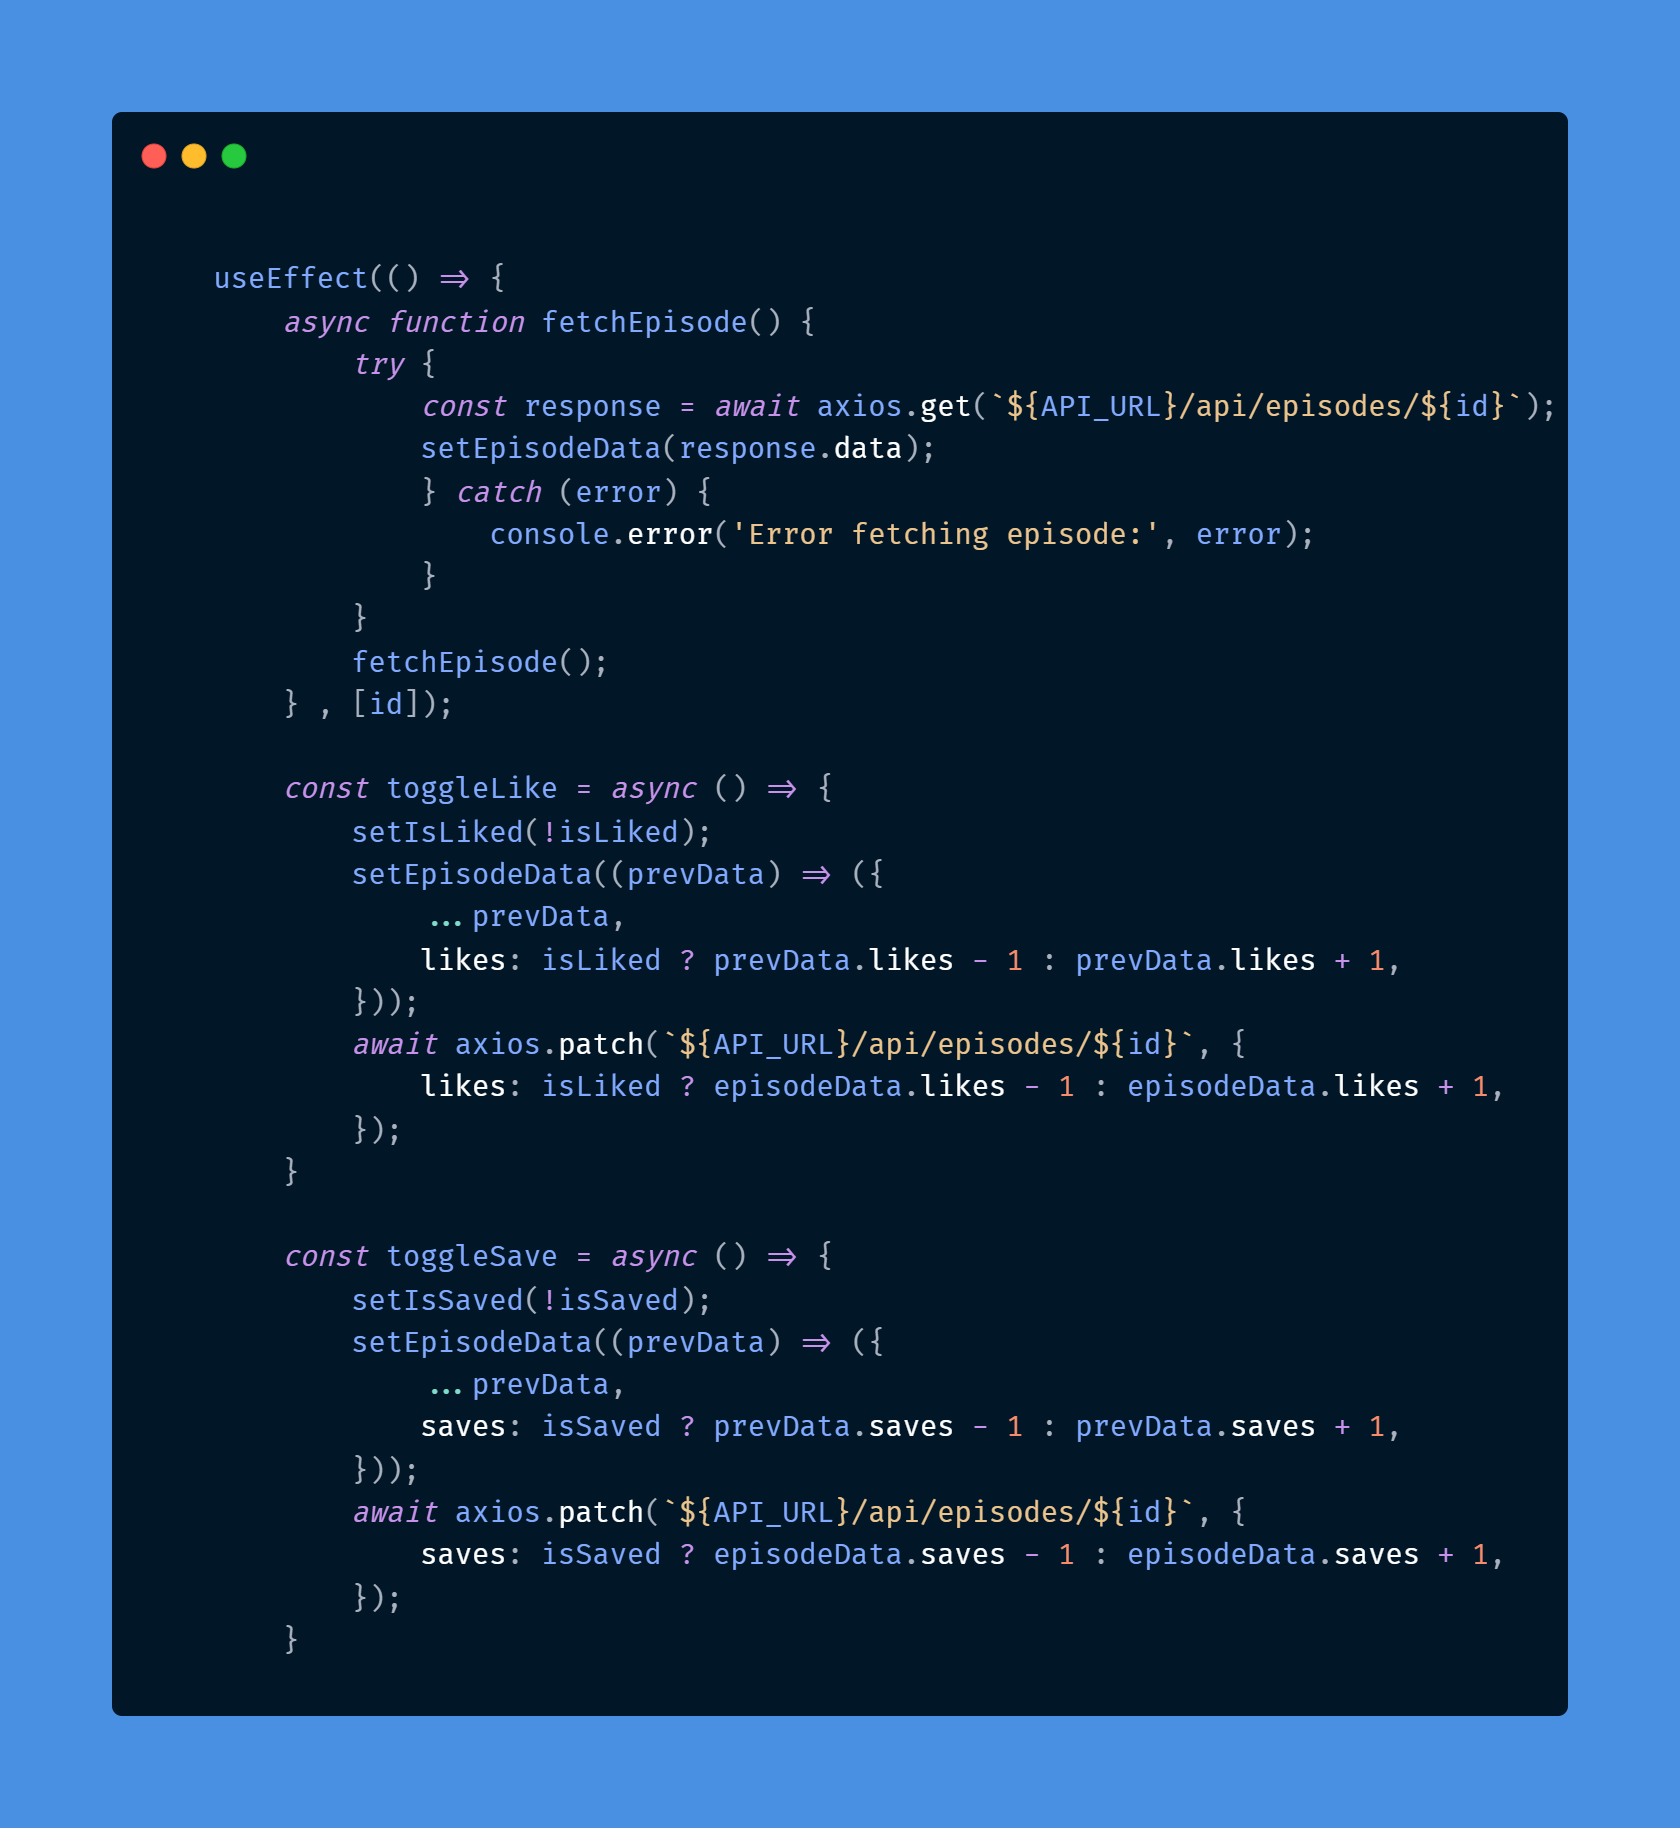 useEffect(() => {
    async function fetchEpisode() {
        try {
            const response = await axios.get(`${API_URL}/api/episodes/${id}`);
            setEpisodeData(response.data);
            } catch (error) {
                console.error('Error fetching episode:', error);
            }
        }
        fetchEpisode();
    } , [id]);

    const toggleLike = async () => {
        setIsLiked(!isLiked);
        setEpisodeData((prevData) => ({
            ...prevData,
            likes: isLiked ? prevData.likes - 1 : prevData.likes + 1,
        }));
        await axios.patch(`${API_URL}/api/episodes/${id}`, {
            likes: isLiked ? episodeData.likes - 1 : episodeData.likes + 1,
        });
    }

    const toggleSave = async () => {
        setIsSaved(!isSaved);
        setEpisodeData((prevData) => ({
            ...prevData,
            saves: isSaved ? prevData.saves - 1 : prevData.saves + 1,
        }));
        await axios.patch(`${API_URL}/api/episodes/${id}`, {
            saves: isSaved ? episodeData.saves - 1 : episodeData.saves + 1,
        });
    }